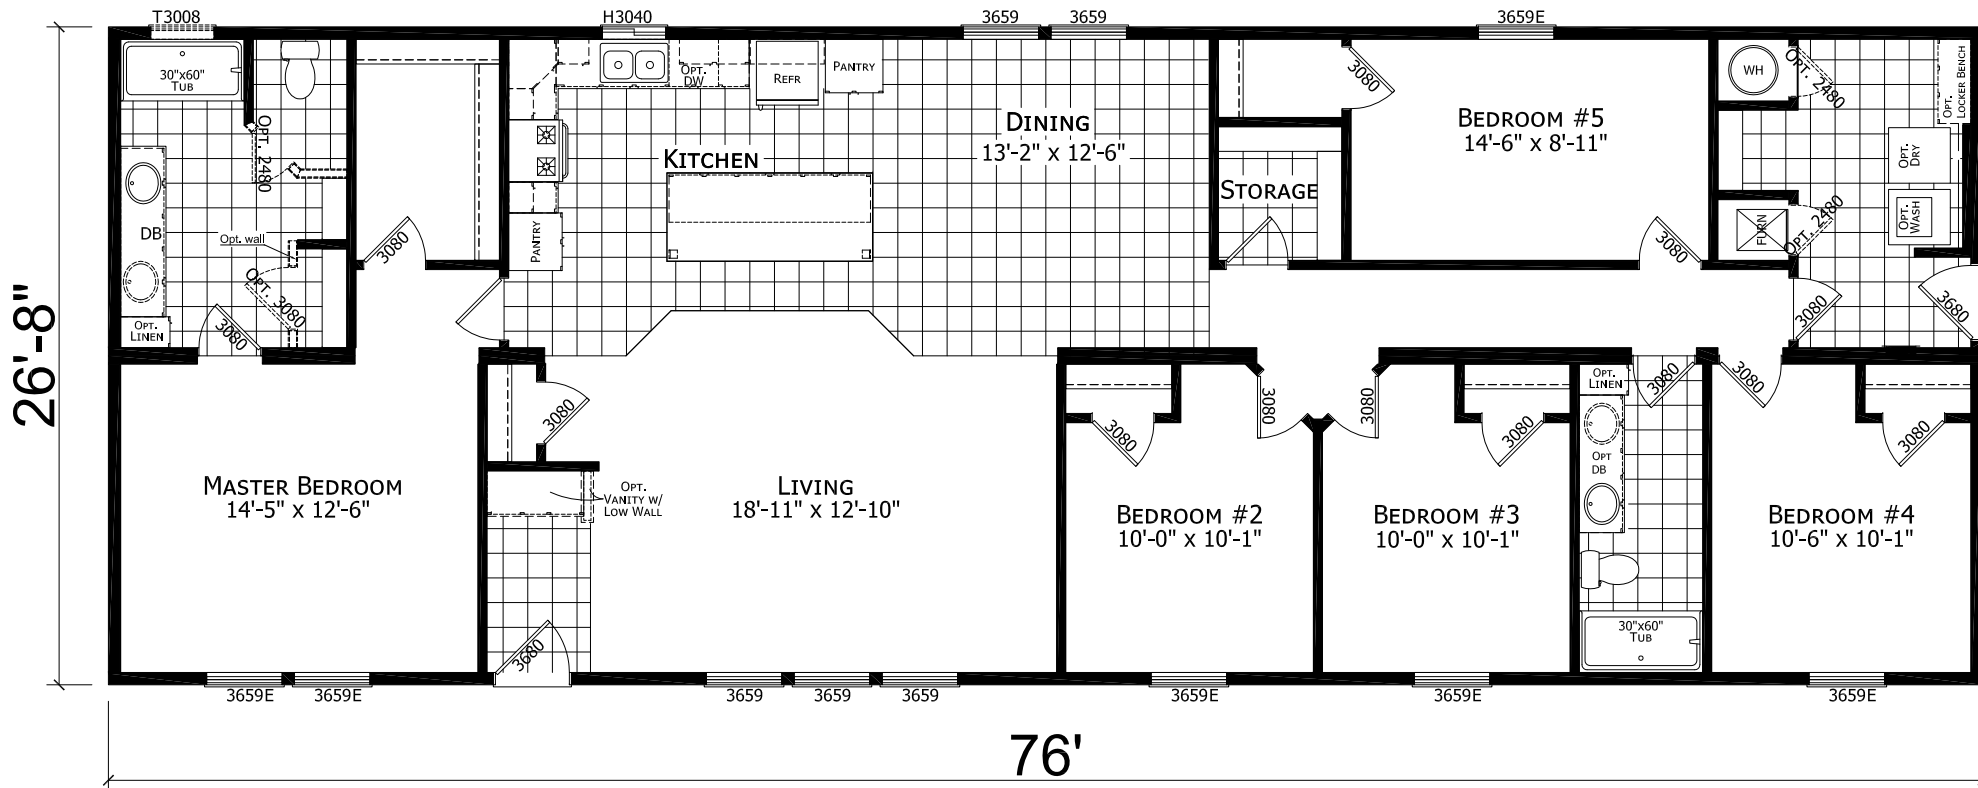 T3008
H3040
3659
3659
3659E
30"x60"
TUB
OPT. 2480
DB
Opt. wall
OPT. 3080
OPT.
LINEN
3080
3080
OPT.
DW
REFR
PANTRY
KITCHEN
PANTRY
DINING
13'-2" x 12'-6"
3080
STORAGE
BEDROOM #5
14'-6" x 8'-11"
3080
WH
OPT. 2480
OPT.
LOCKER BENCH
OPT.
DRY
OPT.
WASH
FURN
OPT. 2480
3080
3680
26'-8"
MASTER BEDROOM
14'-5" x 12'-6"
3080
OPT.
VANITY W/
LOW WALL
3680
LIVING
18'-11" x 12'-10"
3080
3080
BEDROOM #2
10'-0" x 10'-1"
3080
3080
BEDROOM #3
10'-0" x 10'-1"
OPT.
LINEN
3080
OPT
DB
30"x60"
TUB
3080
3080
BEDROOM #4
10'-6" x 10'-1"
3659E
3659E
3659
3659
3659
3659E
3659E
3659E
76'